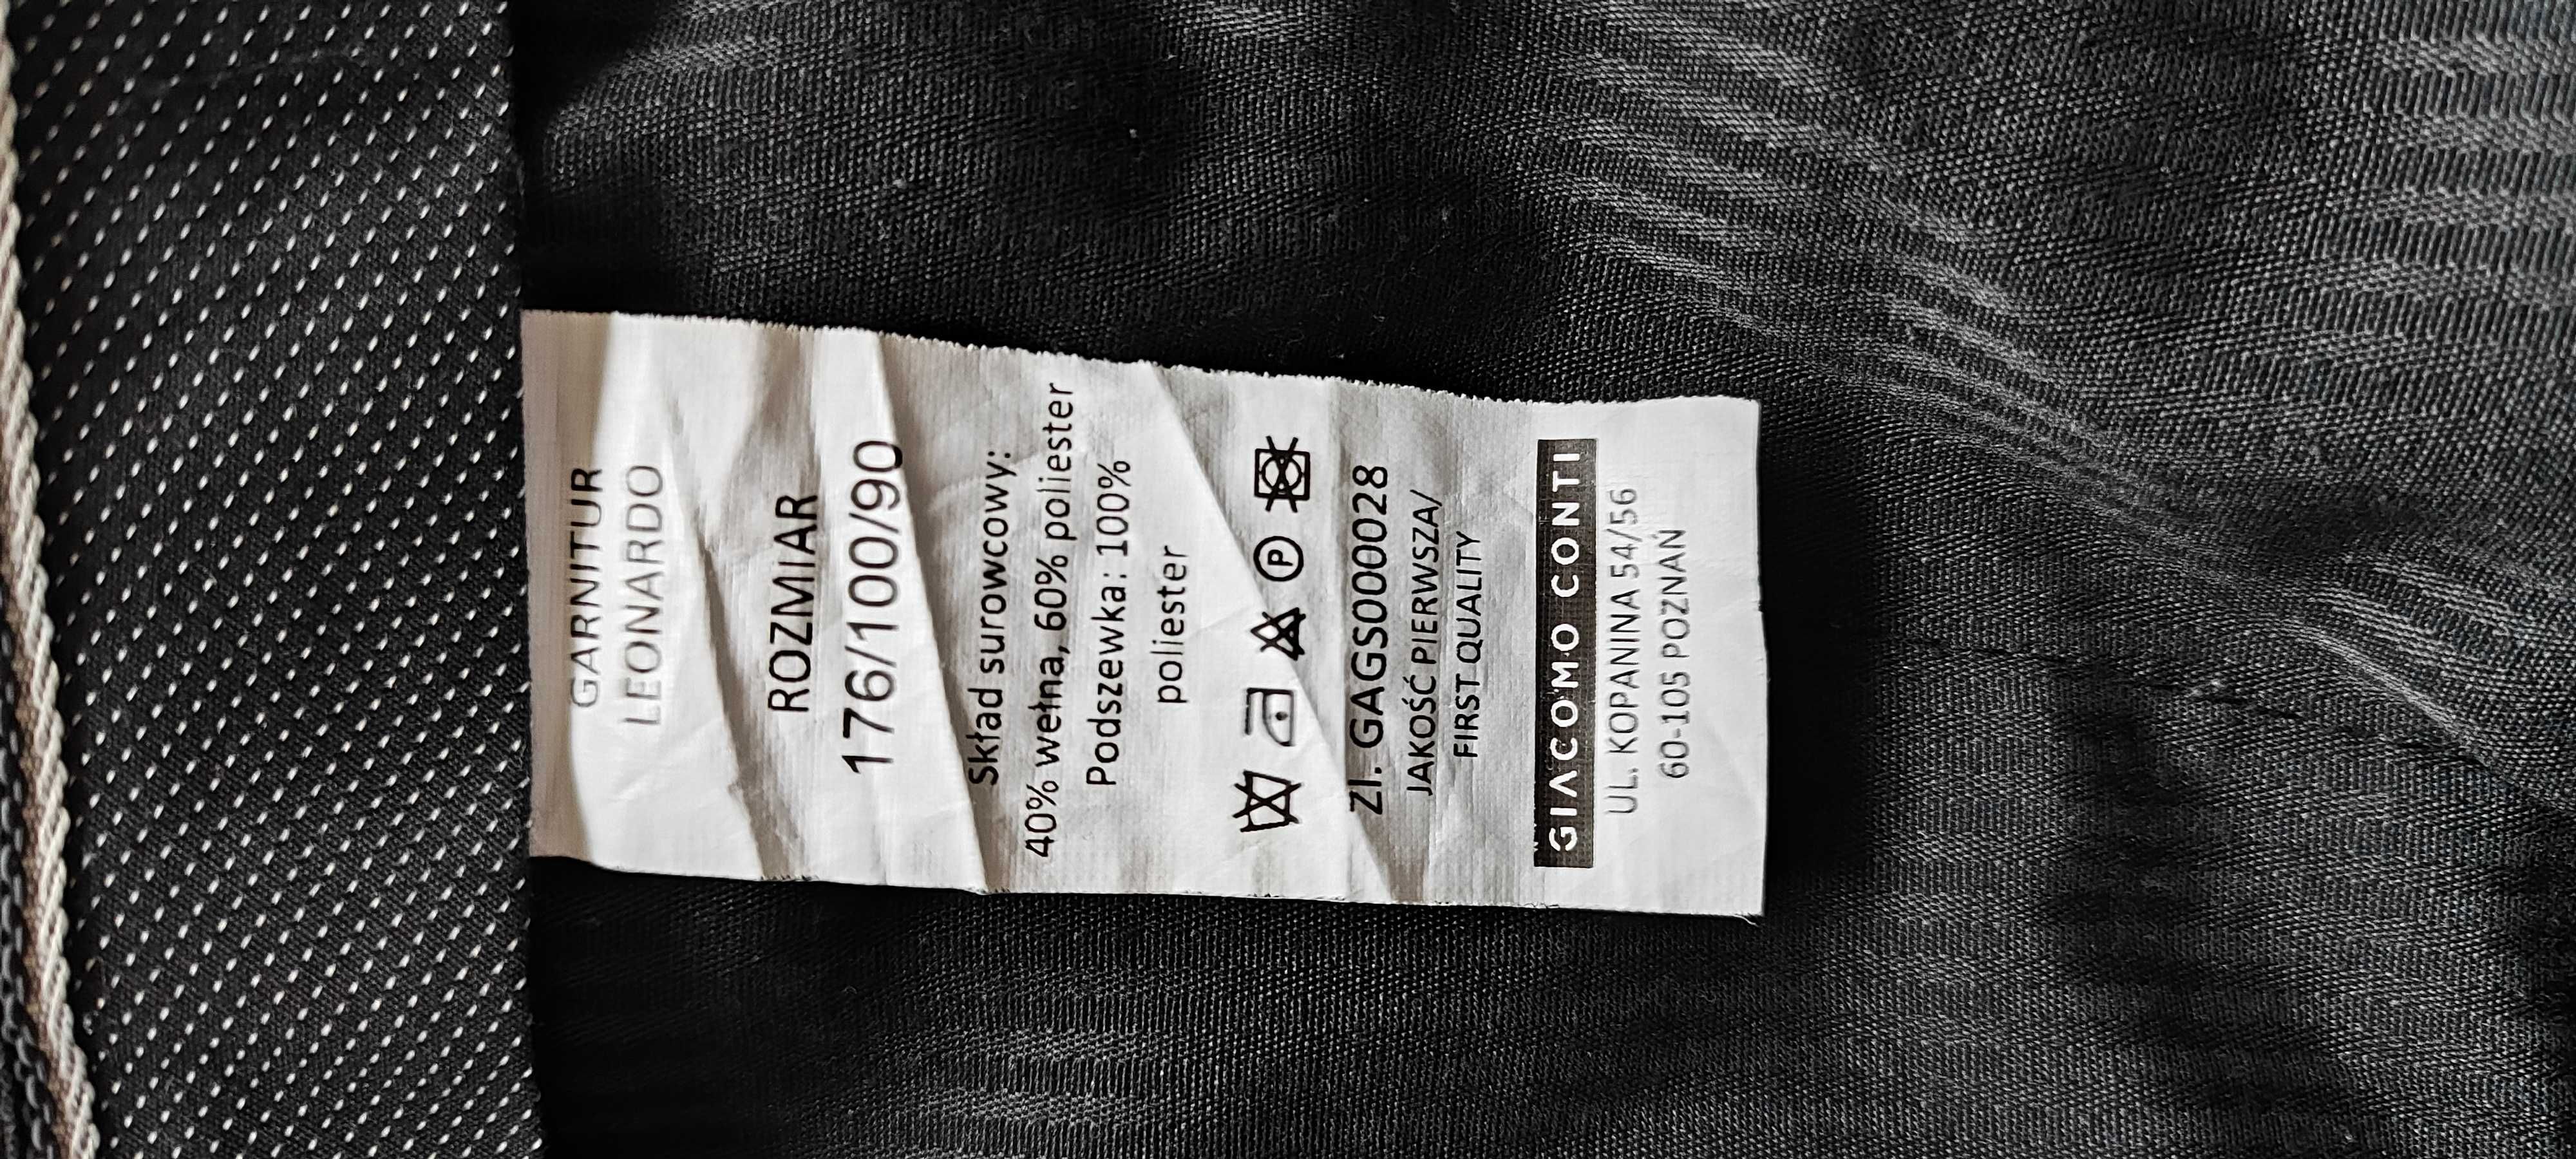 GARNITUR
LEONARDO
ROZMIAR
176/100/90
Skład surowcowy:
40% wełna, 60% poliester
Podszewka: 100%
poliester
P
Zl. GAGS000028
JAKOŚĆ PIERWSZA/
FIRST QUALITY
GIACOMO CONTI
UL. KOPANINA 54/56
60-105 POZNAŃ